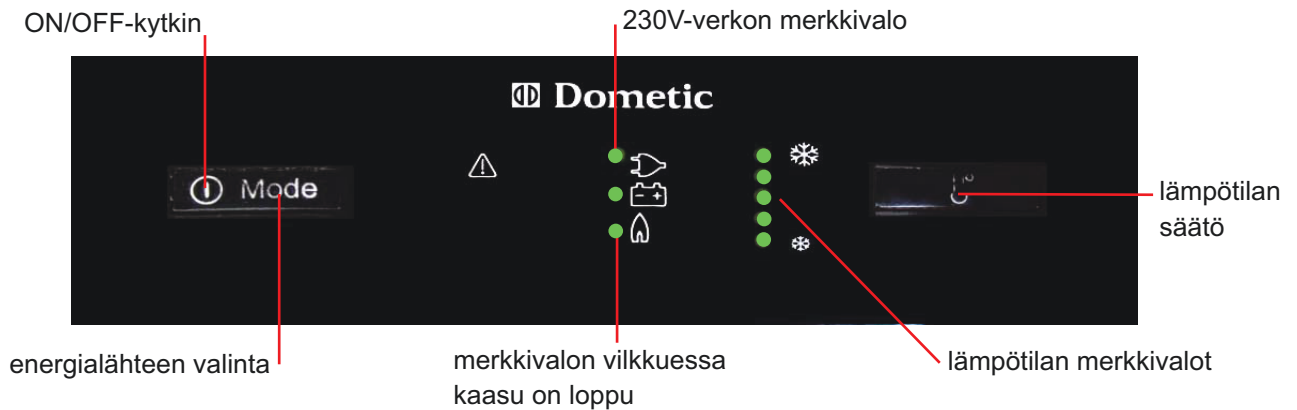 ON/OFF-kytkin
230V-verkon merkkivalo
Dometic
Mode
lämpötilan
säätö
energialähteen valinta
merkkivalon vilkkuessa
kaasu on loppu
lämpötilan merkkivalot